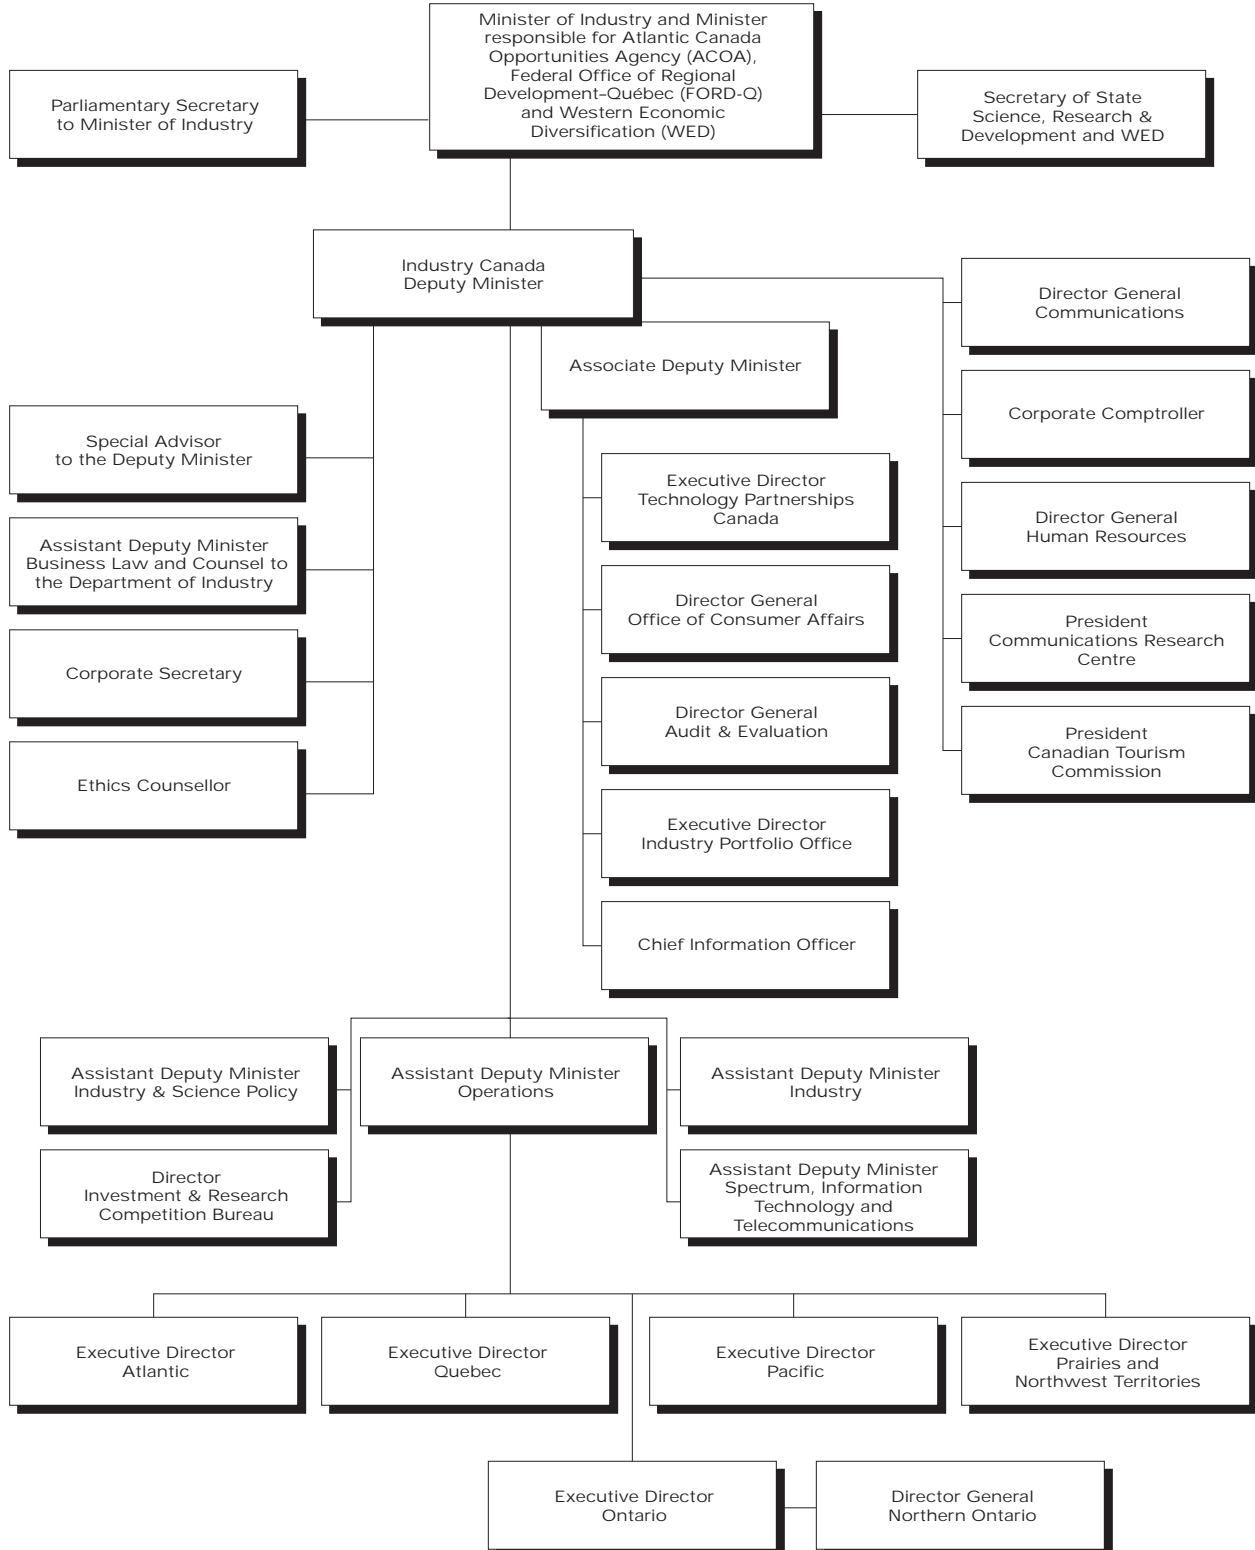 Minister of Industry and Minister
responsible for Atlantic Canada
Opportunities Agency (ACOA),
Federal Office of Regional
Development–Québec (FORD-Q)
and Western Economic
Diversification (WED)
Parliamentary Secretary
to Minister of Industry
Secretary of State
Science, Research &
Development and WED
Industry Canada
Deputy Minister
Associate Deputy Minister
Special Advisor
to the Deputy Minister
Assistant Deputy Minister
Business Law and Counsel to
the Department of Industry
Corporate Secretary
Ethics Counsellor
Executive Director
Technology Partnerships
Canada
Director General
Office of Consumer Affairs
Director General
Audit & Evaluation
Executive Director
Industry Portfolio Office
Chief Information Officer
Director General
Communications
Corporate Comptroller
Director General
Human Resources
President
Communications Research
Centre
President
Canadian Tourism
Commission
Assistant Deputy Minister
Industry & Science Policy
Assistant Deputy Minister
Operations
Assistant Deputy Minister
Industry
Director
Investment & Research
Competition Bureau
Assistant Deputy Minister
Spectrum, Information
Technology and
Telecommunications
Executive Director
Atlantic
Executive Director
Quebec
Executive Director
Pacific
Executive Director
Prairies and
Northwest Territories
Executive Director
Ontario
Director General
Northern Ontario